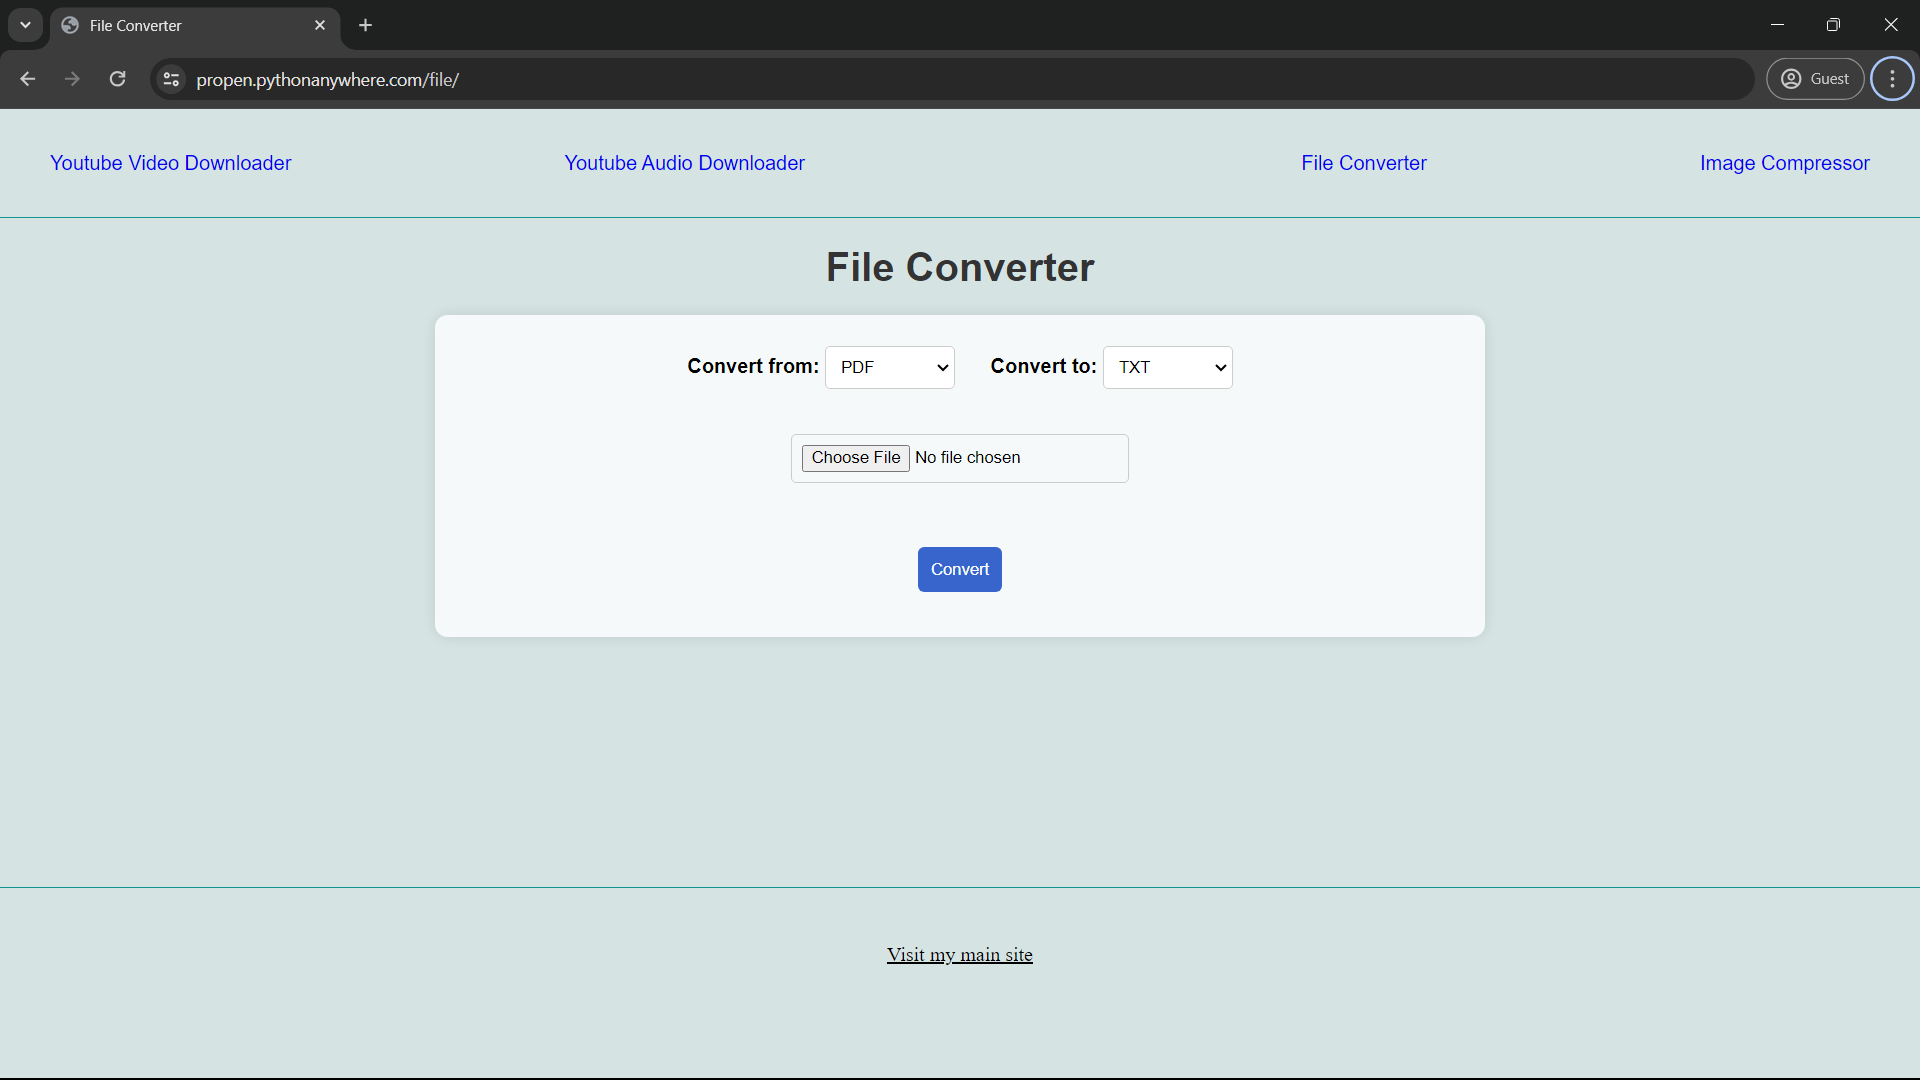 File Converter
propen.pythonanywhere.com/file/
Guest
Youtube Video Downloader
Youtube Audio Downloader
File Converter
Image Compressor
File Converter
Convert from: PDF Convert to: TXT
Choose File No file chosen
Convert
Visit my main site